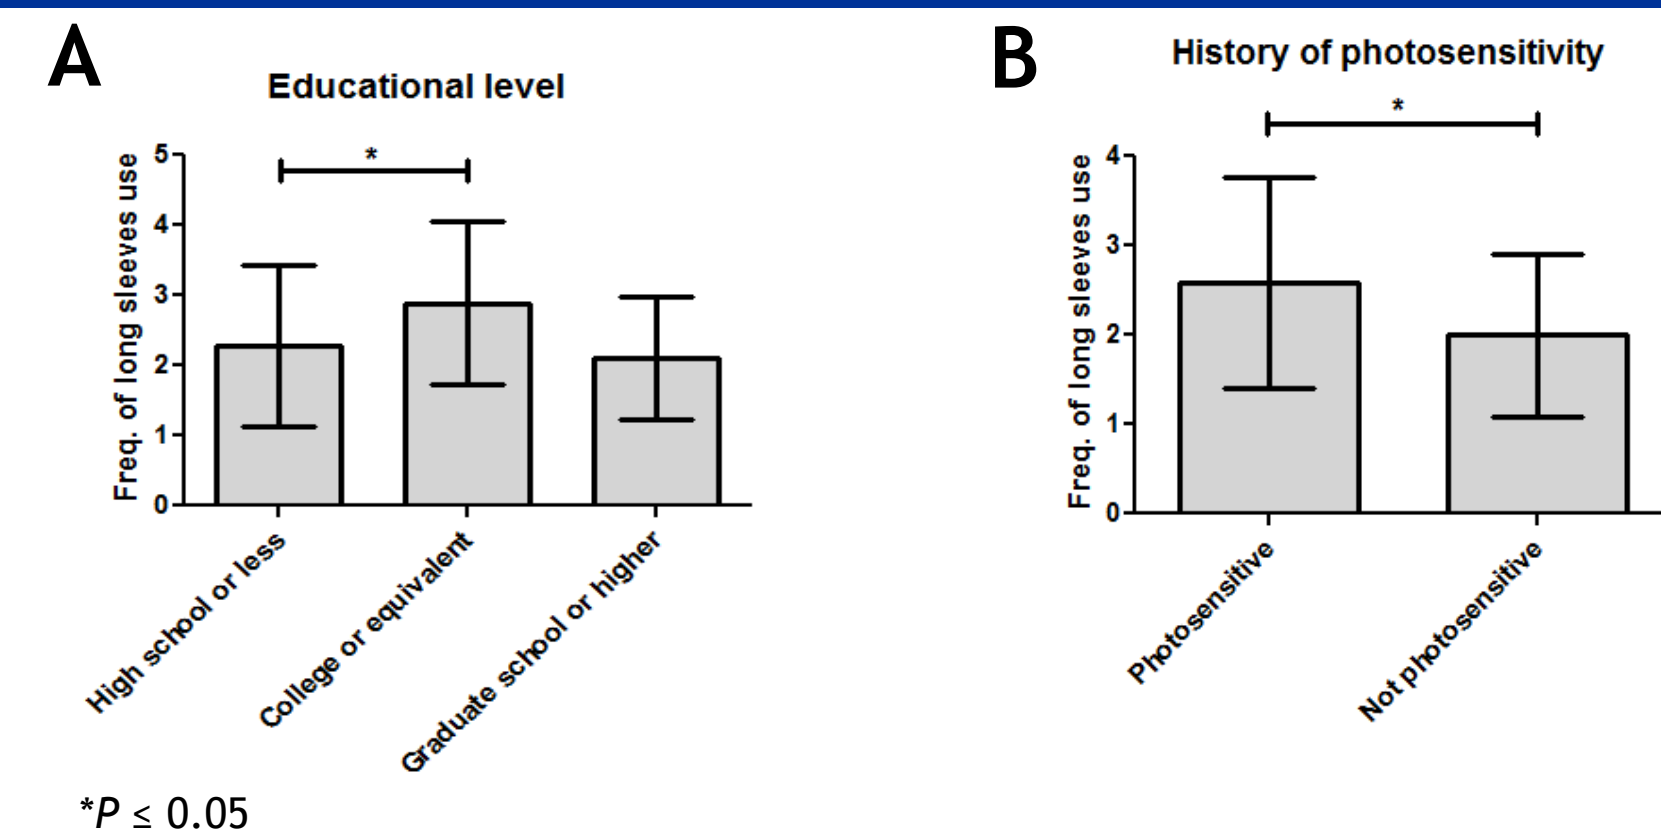 A
Educational level
*
Freq. of long sleeves use
5
4
3
2
1
0
High school or less
College or equivalent
Graduate school or higher
*P ≤ 0.05
B
History of photosensitivity
*
Freq. of long sleeves use
4
3
2
1
0
Photosensitive
Not photosensitive